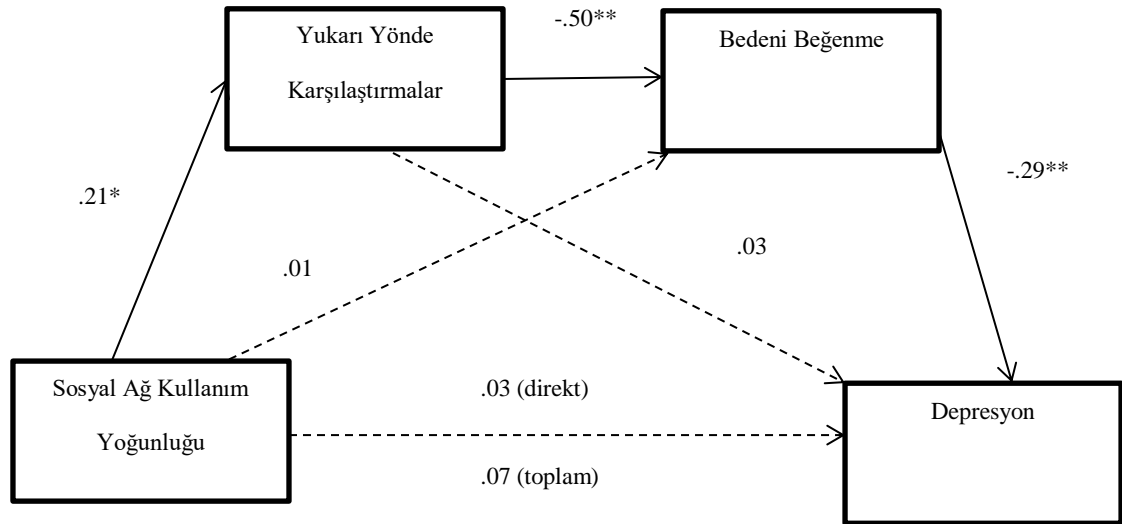 -.50**
Yukarı Yönde
Karşılaştırmalar
Bedeni Beğenme
.21*
-.29**
.01
.03
Sosyal Ağ Kullanım
Yoğunluğu
.03 (direkt)
.07 (toplam)
Depresyon